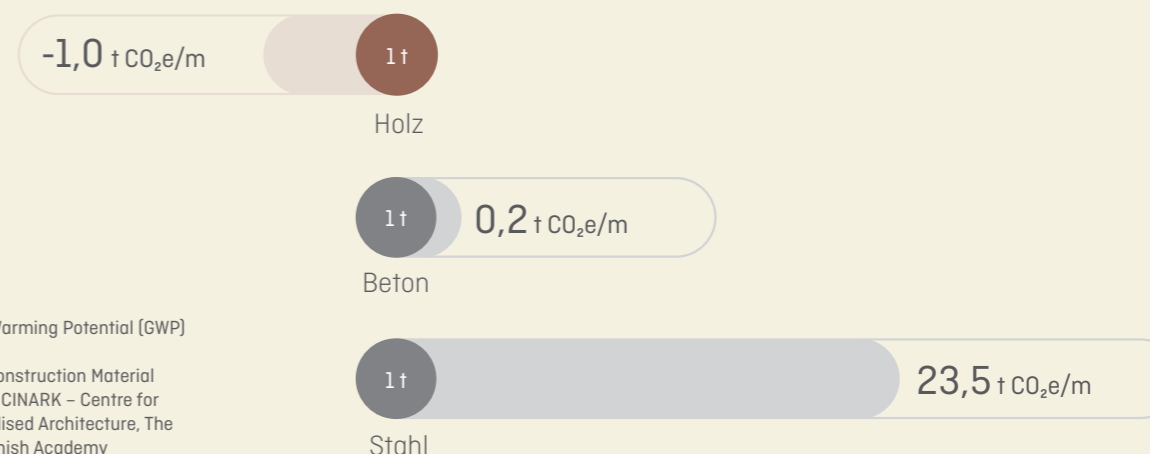 -1,0 t CO₂e/m
1 t
Holz
1 t
0,2 t CO₂e/m
Beton
Warming Potential (GWP)
1 t
23,5 t CO₂e/m
onstruction Material
CINARK – Centre for
lised Architecture, The
nish Academy
Stahl